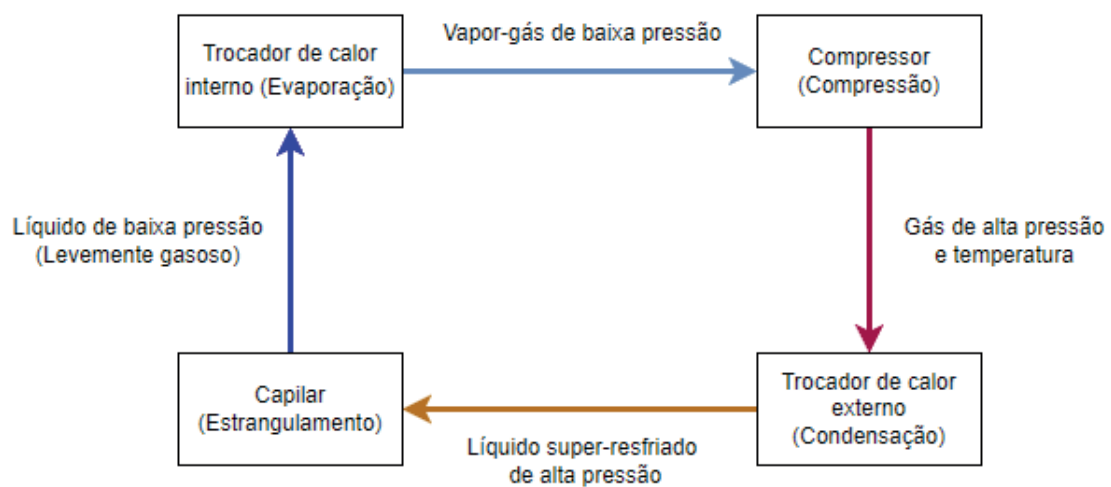 Trocador de calor
interno (Evaporação)
Vapor-gás de baixa pressão
Compressor
(Compressão)
Líquido de baixa pressão
(Levemente gasoso)
Gás de alta pressão
e temperatura
Capilar
(Estrangulamento)
Líquido super-resfriado
de alta pressão
Trocador de calor
externo
(Condensação)